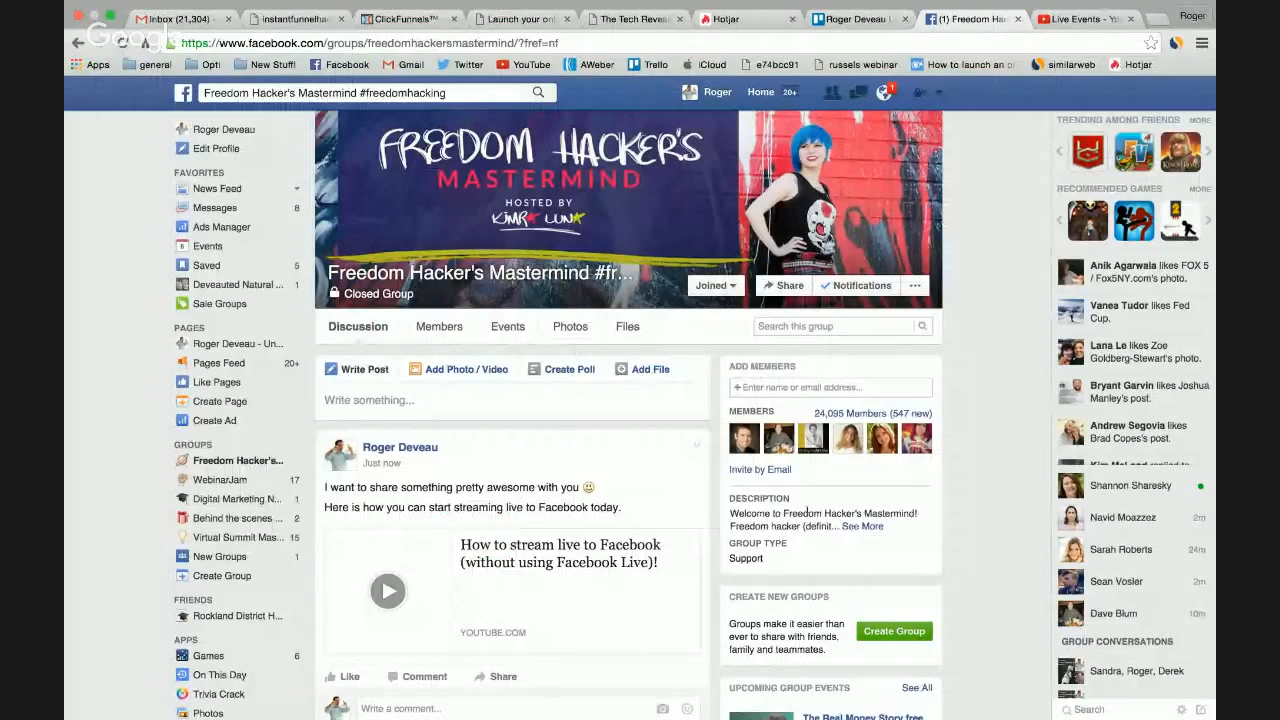 Inbox (21,304)
instantfunnelhac
ClickFunnels™
Launch your onl
The Tech Revea
Hotjar
Roger Deveau |
(1) Freedom Hac
Live Events - Yo
Roger
Google
https://www.facebook.com/groups/freedomhackersmastermind/?fref=nf
Apps
general
Opti
New Stuff!
Facebook
Gmail
Twitter
YouTube
AWeber
Trello
iCloud
e74bcc91
russels webinar
How to launch an or
similarweb
Hotjar
Freedom Hacker's Mastermind #freedomhacking
Roger
Home 20+
1
Roger Deveau
Edit Profile
FAVORITES
News Feed
Messages 8
Ads Manager
6 Events
Saved 5
Deveauted Natural ... 1
Sale Groups
PAGES
Roger Deveau - Un...
Pages Feed 20+
Like Pages
Create Page
Create Ad
GROUPS
Freedom Hacker's...
WebinarJam 17
Digital Marketing N... 1
Behind the scenes ... 2
Virtual Summit Mas... 15
New Groups
Create Group
FRIENDS
Rockland District H...
APPS
Games 6
On This Day
Trivia Crack
Photos
FREEDOM HACKER'S
MASTERMIND
HOSTED BY
KIMRA LUNA
Freedom Hacker's Mastermind #fr...
Closed Group
Joined
Share
Notifications
Discussion
Members
Events
Photos
Files
Search this group
Write Post
Add Photo / Video
Create Poll
Add File
Write something...
Roger Deveau
Just now
I want to share something pretty awesome with you
Here is how you can start streaming live to Facebook today.
How to stream live to Facebook
(without using Facebook Live)!
YOUTUBE.COM
Like
Comment
Share
Write a comment...
ADD MEMBERS
+ Enter name or email address...
MEMBERS
24,095 Members (547 new)
Invite by Email
DESCRIPTION
Welcome to Freedom Hacker's Mastermind!
Freedom hacker (definit... See More
GROUP TYPE
Support
CREATE NEW GROUPS
Groups make it easier than
ever to share with friends,
family and teammates.
Create Group
UPCOMING GROUP EVENTS
See All
The Real Money Story free
TRENDING AMONG FRIENDS
MORE
RECOMMENDED GAMES
MORE
Anik Agarwala likes FOX 5
/ Fox5NY.com's photo.
Vanea Tudor likes Fed
Cup.
Lana Le likes Zoe
Goldberg-Stewart's photo.
Bryant Garvin likes Joshua
Manley's post.
Andrew Segovia likes
Brad Copes's post.
Shannon Sharesky
Navid Moazzez 2m
Sarah Roberts 24m
Sean Vosler 2m
Dave Blum 10m
GROUP CONVERSATIONS
Sandra, Roger, Derek
Search